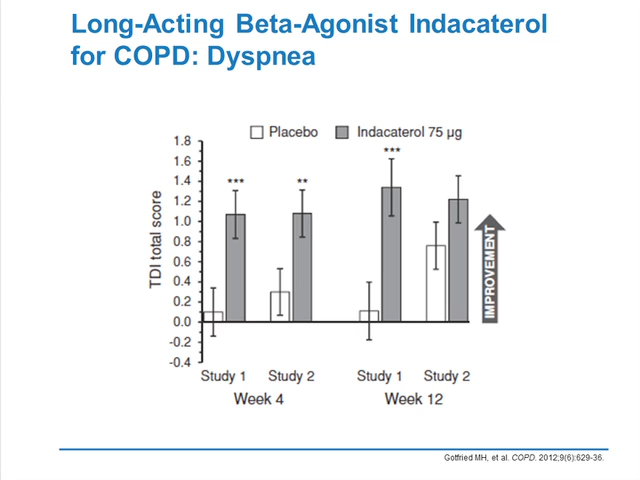 Long-Acting Beta-Agonist Indacaterol
for COPD: Dyspnea
Placebo Indacaterol 75 µg
TDI total score
1.8
1.6
1.4
1.2
1.0
0.8
0.6
0.4
0.2
0.0
-0.2
-0.4
*** ** ***
IMPROVEMENT
Study 1 Study 2 Study 1 Study 2
Week 4 Week 12
Gotfried MH, et al. COPD. 2012;9(6):629-36.